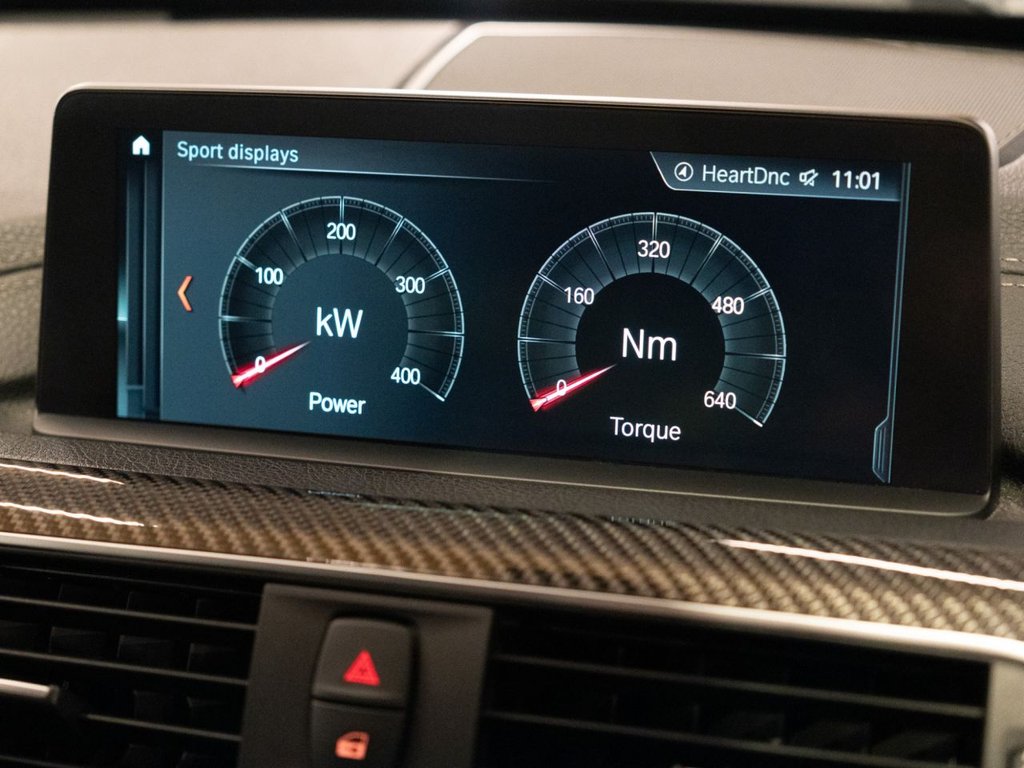 Sport displays
HeartDnc 11:01
0 100 200 300 400
kW
Power
0 160 320 480 640
Nm
Torque